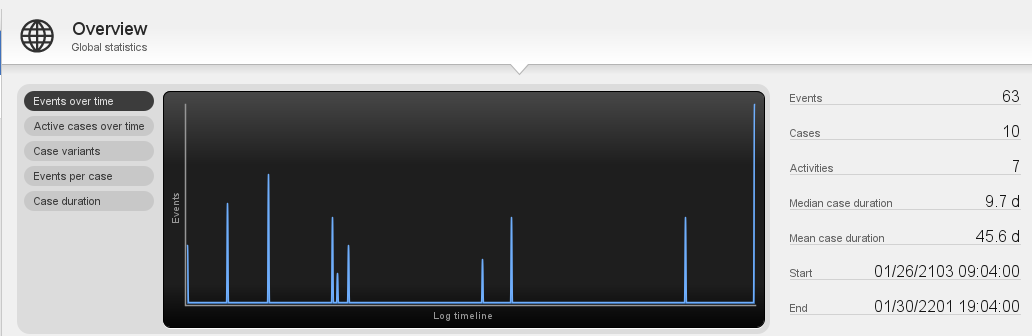 Overview
Global statistics
Events over time
Active cases over time
Case variants
Events per case
Case duration
Events
Log timeline
Events 63
Cases 10
Activities 7
Median case duration 9.7 d
Mean case duration 45.6 d
Start 01/26/2103 09:04:00
End 01/30/2201 19:04:00